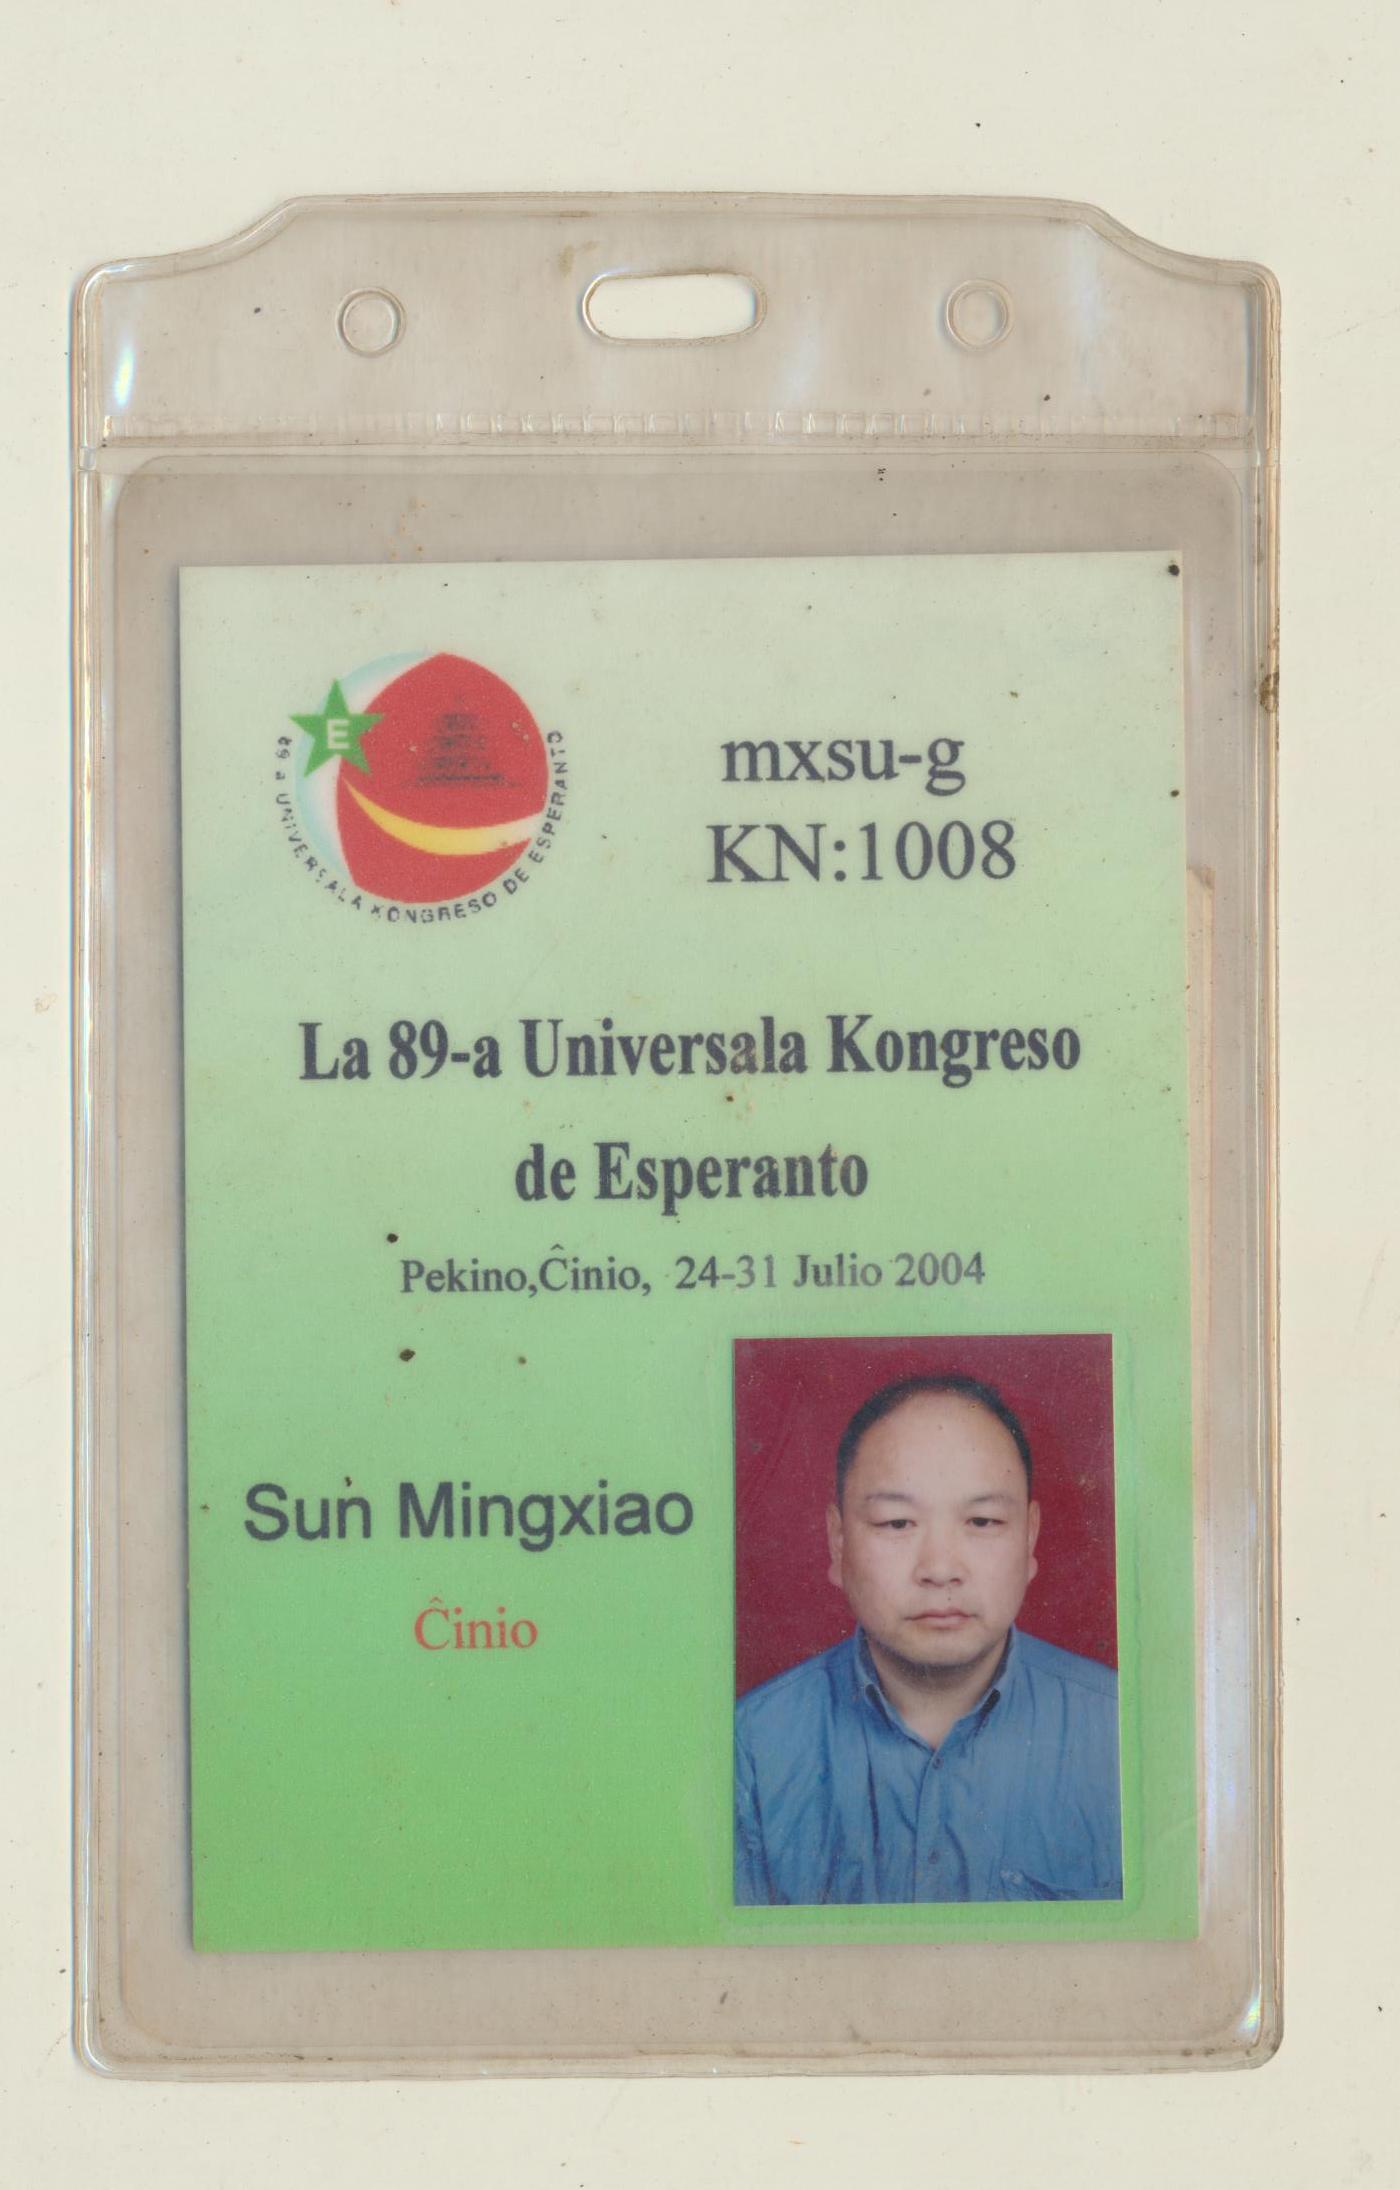 E
89 a UNIVERSALA KONGRESO DE ESPERANTO
mxsu-g
KN:1008
La 89-a Universala Kongreso
de Esperanto
Pekino,Ĉinio, 24-31 Julio 2004
Sun Mingxiao
Ĉinio